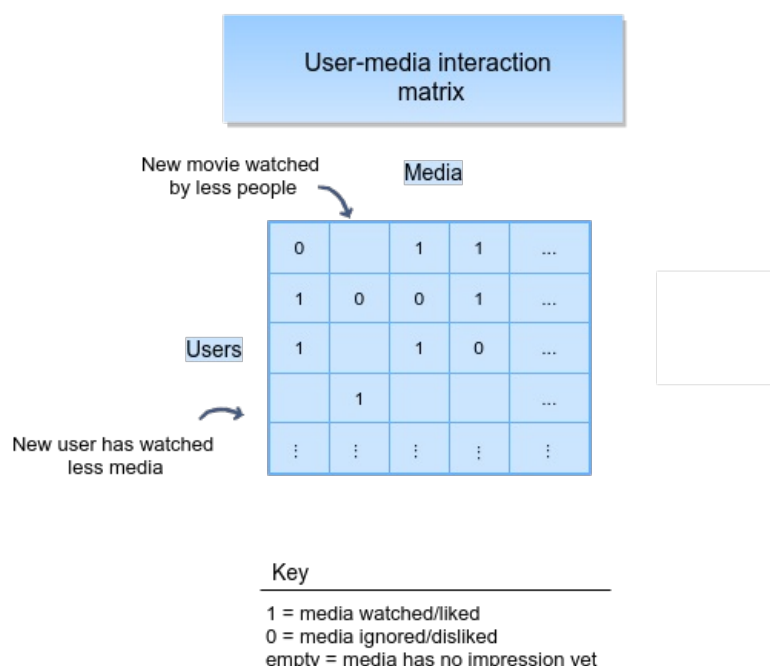 User-media interaction
matrix
New movie watched
by less people
Media
0 1 1 ...
1 0 0 1 ...
Users
1 1 0 ...
1 ...
New user has watched
less media
⋮ ⋮ ⋮ ⋮ ⋮
Key
1 = media watched/liked
0 = media ignored/disliked
empty = media has no impression yet